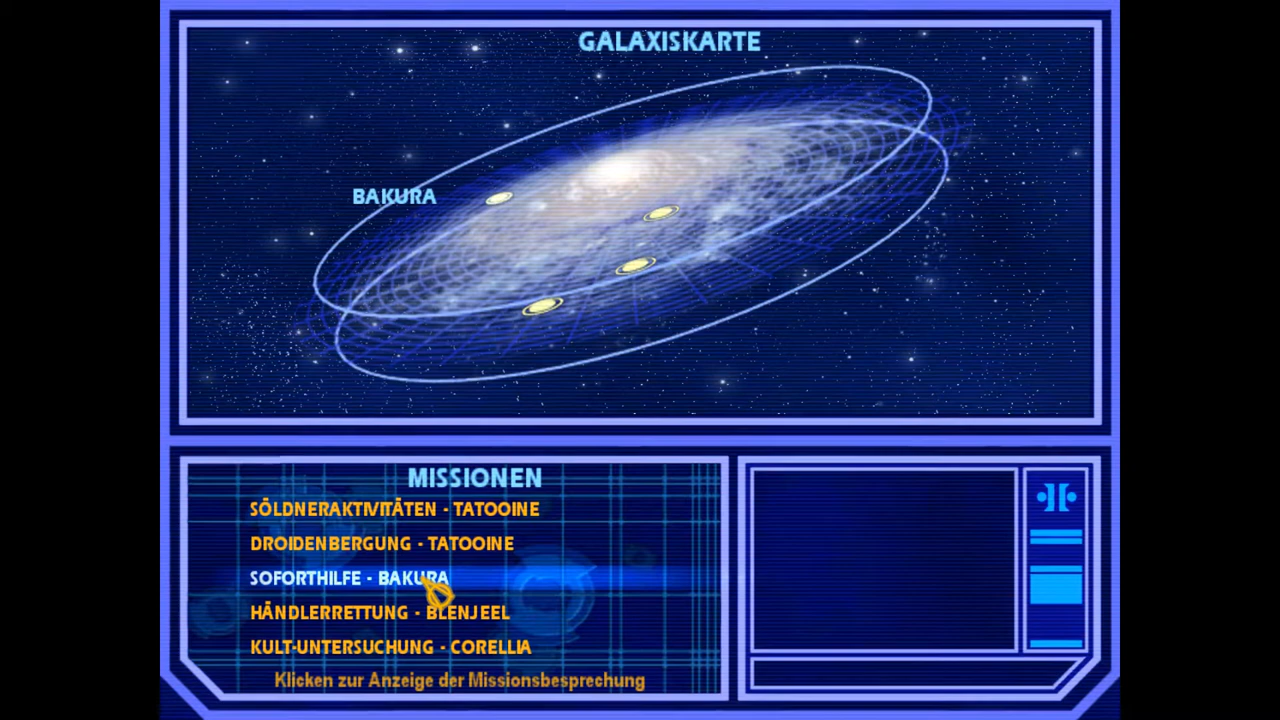 GALAXISKARTE
BAKURA
MISSIONEN
SÖLDNERAKTIVITÄTEN - TATOOINE
DROIDENBERGUNG - TATOOINE
SOFORTHILFE - BAKURA
HÄNDLERRETTUNG - BLENJEEL
KULT-UNTERSUCHUNG - CORELLIA
Klicken zur Anzeige der Missionsbesprechung